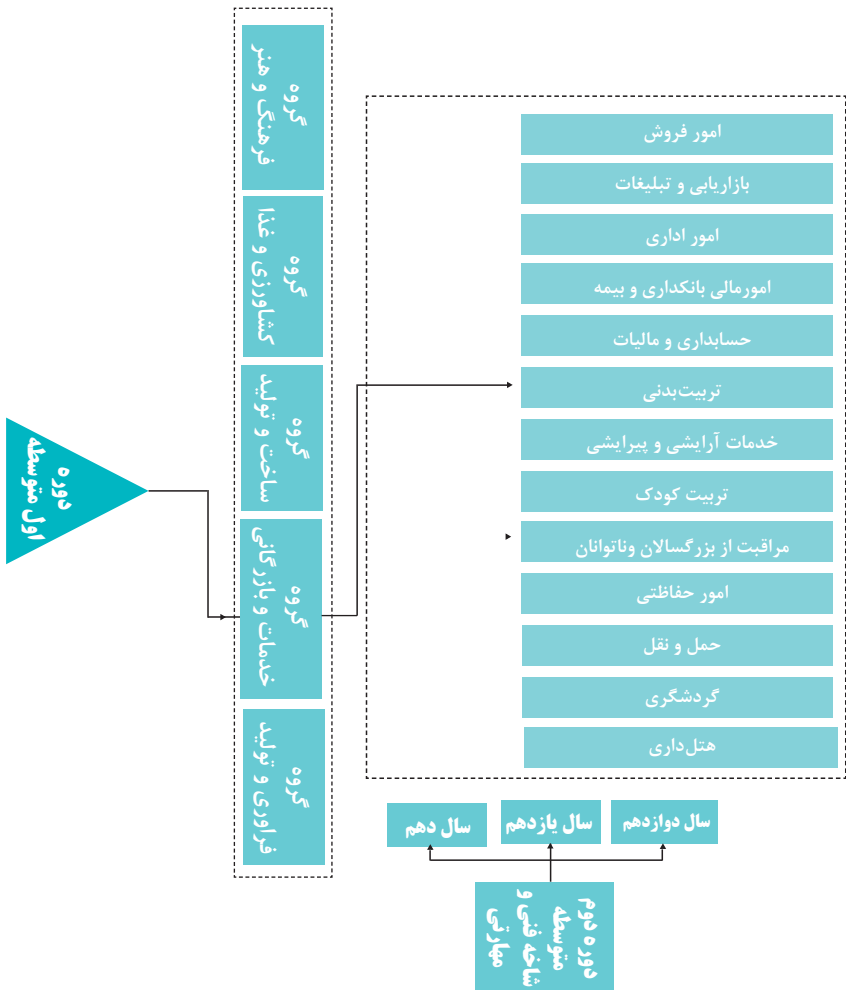 دوره
اول متوسطه
گروه
فرهنگ و هنر
گروه
کشاورزی و غذا
گروه
ساخت و تولید
گروه
خدمات و بازرگانی
گروه
فراوری و تولید
امور فروش
بازاریابی و تبلیغات
امور اداری
امورمالی بانکداری و بیمه
حسابداری و مالیات
تربیت‌بدنی
خدمات آرایشی و پیرایشی
تربیت کودک
مراقبت از بزرگسالان وناتوانان
امور حفاظتی
حمل و نقل
گردشگری
هتل‌داری
سال دهم
سال یازدهم
سال دوازدهم
دوره دوم
متوسطه
شاخه فنی و
مهارتی